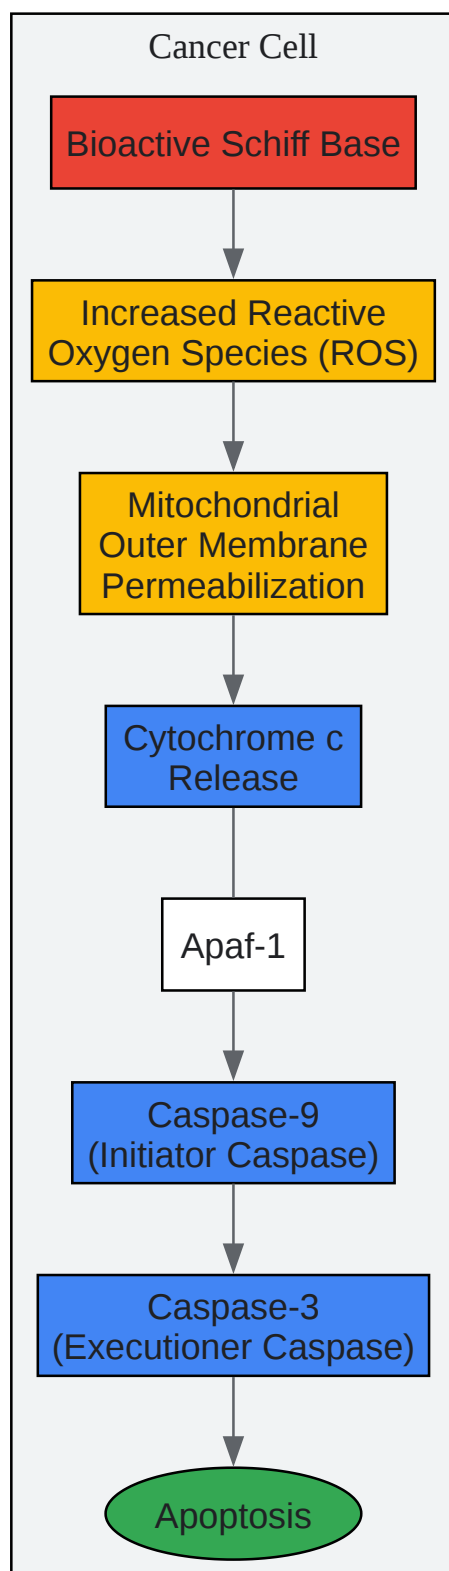 Cancer Cell
Bioactive Schiff Base
Increased Reactive
Oxygen Species (ROS)
Mitochondrial
Outer Membrane
Permeabilization
Cytochrome c
Release
Apaf-1
Caspase-9
(Initiator Caspase)
Caspase-3
(Executioner Caspase)
Apoptosis